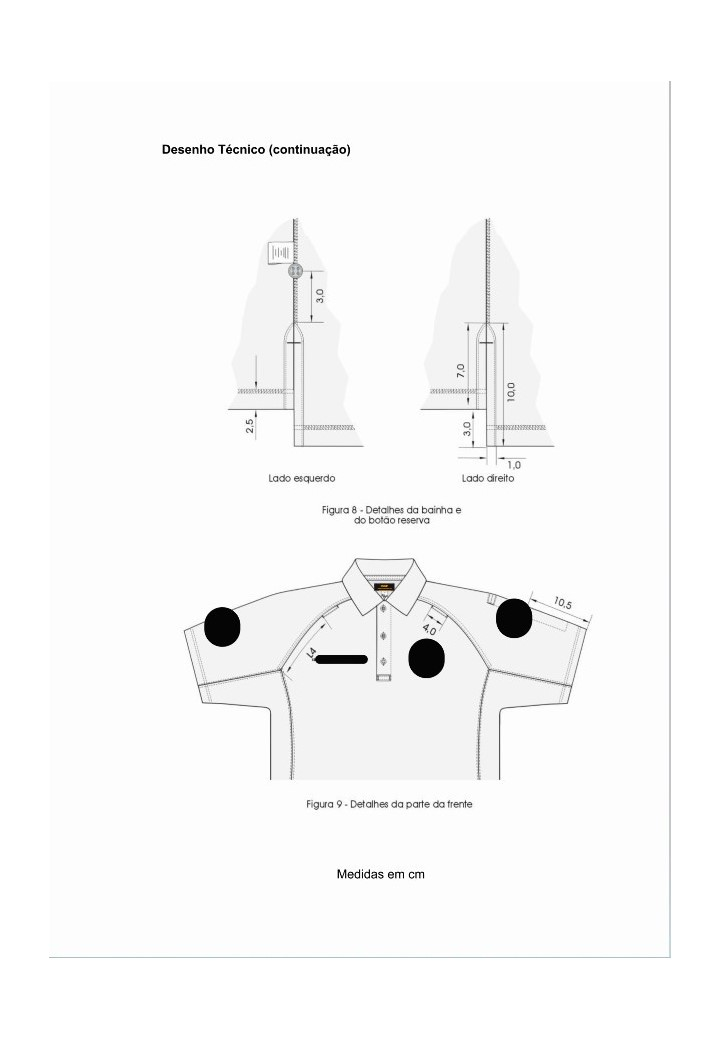 Desenho Técnico (continuação)
3,0
2,5
7,0
10,0
3,0
1,0
Lado esquerdo
Lado direito
Figura 8 - Detalhes da bainha e
do botão reserva
10,5
4,0
L4
Figura 9 - Detalhes da parte da frente
Medidas em cm